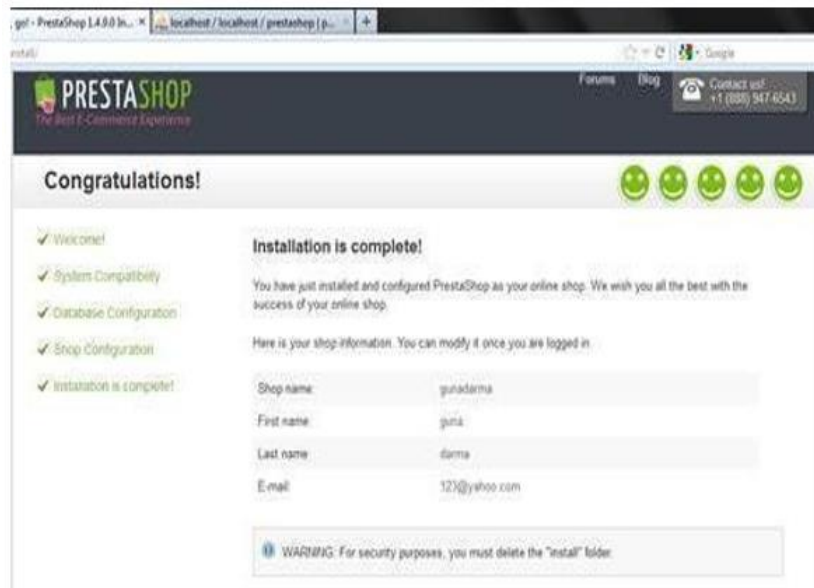 go! - PrestaShop 1.4.9.0 In...
localhost / localhost / prestashop | p...
nstall/
Google
PRESTASHOP
The Best E-Commerce Experience
Forums
Blog
Contact us!
+1 (888) 947-6543
Congratulations!
Welcome!
System Compatibility
Database Configuration
Shop Configuration
Installation is complete!
Installation is complete!
You have just installed and configured PrestaShop as your online shop. We wish you all the best with the
success of your online shop.
Here is your shop information. You can modify it once you are logged in.
Shop name: gunadarma
First name: guna
Last name: darma
E-mail: 123@yahoo.com
WARNING: For security purposes, you must delete the "install" folder.